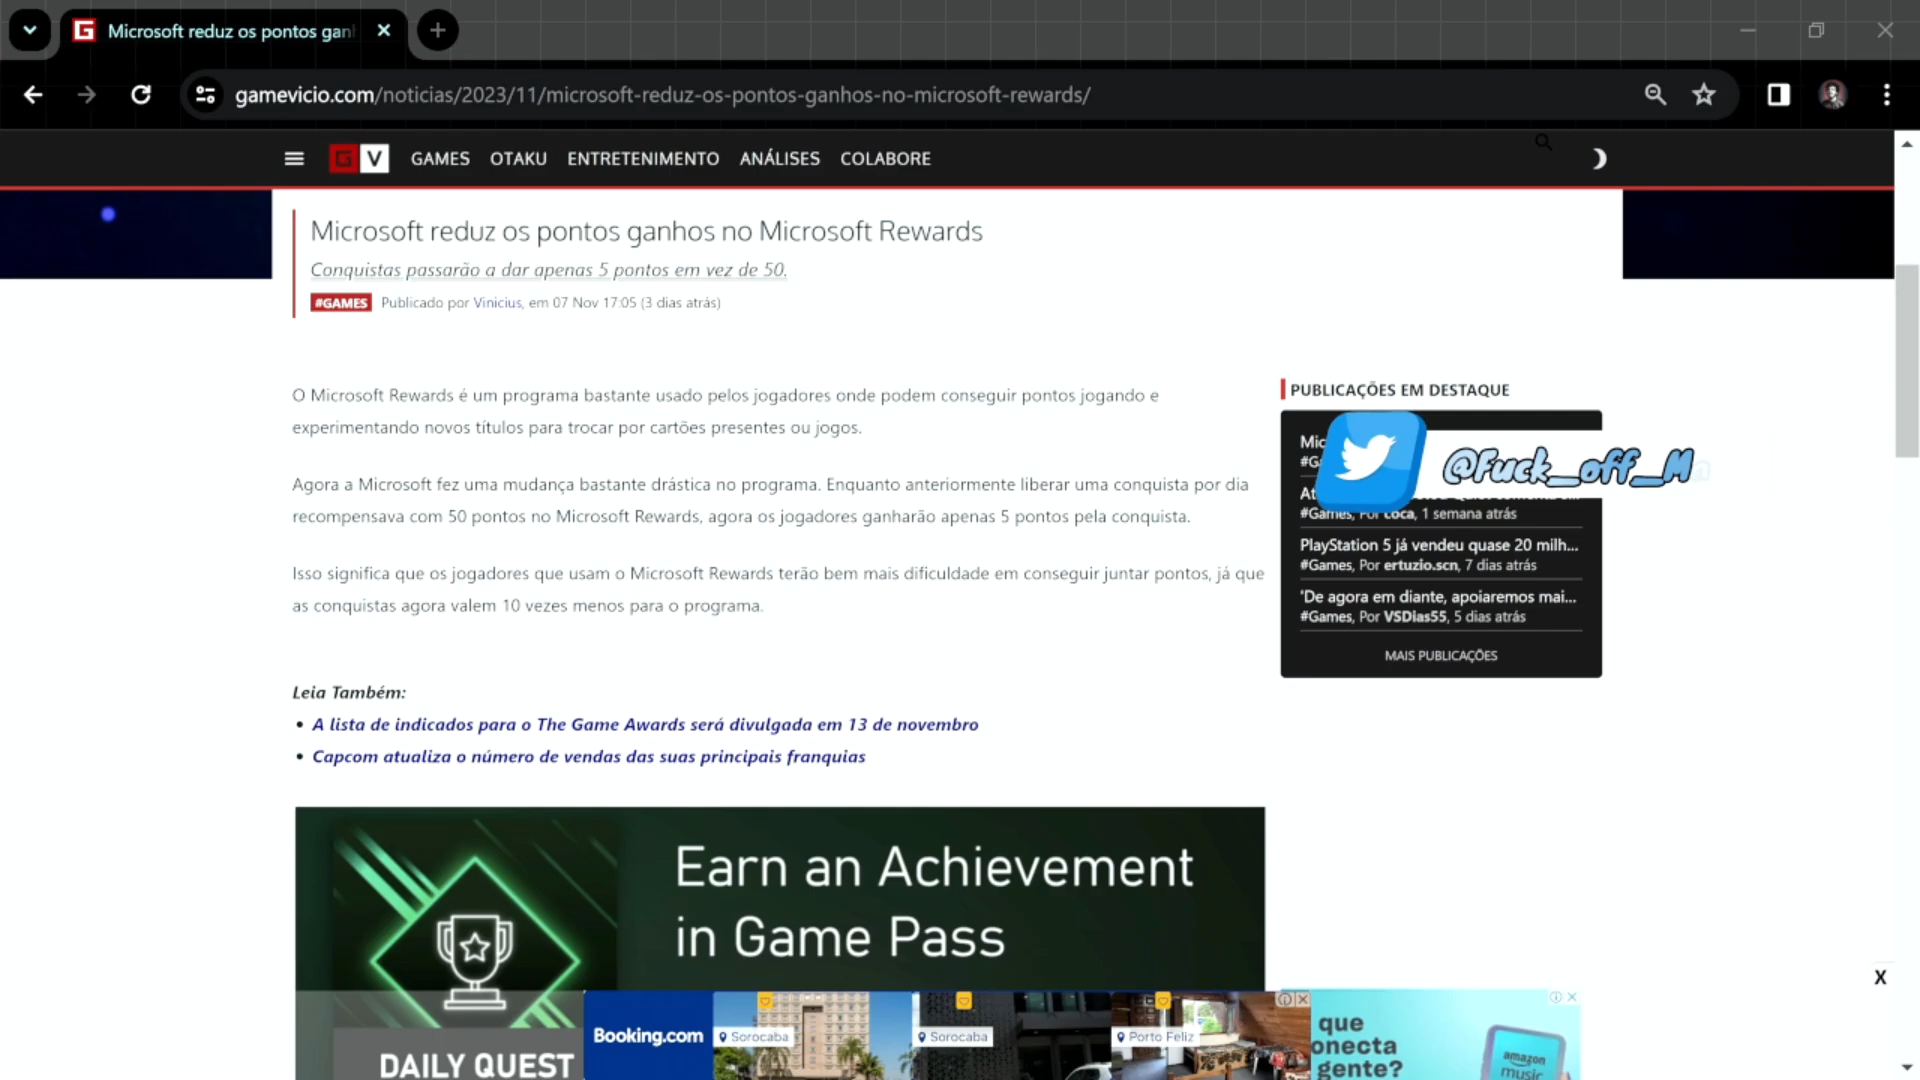 Microsoft reduz os pontos gan
gamevicio.com/noticias/2023/11/microsoft-reduz-os-pontos-ganhos-no-microsoft-rewards/
G V GAMES OTAKU ENTRETENIMENTO ANÁLISES COLABORE
Microsoft reduz os pontos ganhos no Microsoft Rewards
Conquistas passarão a dar apenas 5 pontos em vez de 50.
#GAMES Publicado por Vinicius, em 07 Nov 17:05 (3 dias atrás)
O Microsoft Rewards é um programa bastante usado pelos jogadores onde podem conseguir pontos jogando e
experimentando novos títulos para trocar por cartões presentes ou jogos.
Agora a Microsoft fez uma mudança bastante drástica no programa. Enquanto anteriormente liberar uma conquista por dia
recompensava com 50 pontos no Microsoft Rewards, agora os jogadores ganharão apenas 5 pontos pela conquista.
Isso significa que os jogadores que usam o Microsoft Rewards terão bem mais dificuldade em conseguir juntar pontos, já que
as conquistas agora valem 10 vezes menos para o programa.
Leia Também:
• A lista de indicados para o The Game Awards será divulgada em 13 de novembro
• Capcom atualiza o número de vendas das suas principais franquias
PUBLICAÇÕES EM DESTAQUE
Mic
#G
@Fuck_off_M
At
#Games, Por coca, 1 semana atrás
PlayStation 5 já vendeu quase 20 milh...
#Games, Por ertuzio.scn, 7 dias atrás
'De agora em diante, apoiaremos mai...
#Games, Por VSDias55, 5 dias atrás
MAIS PUBLICAÇÕES
Earn an Achievement
in Game Pass
DAILY QUEST
X
Booking.com
Sorocaba
Sorocaba
Porto Feliz
que
onecta
gente?
amazon
music